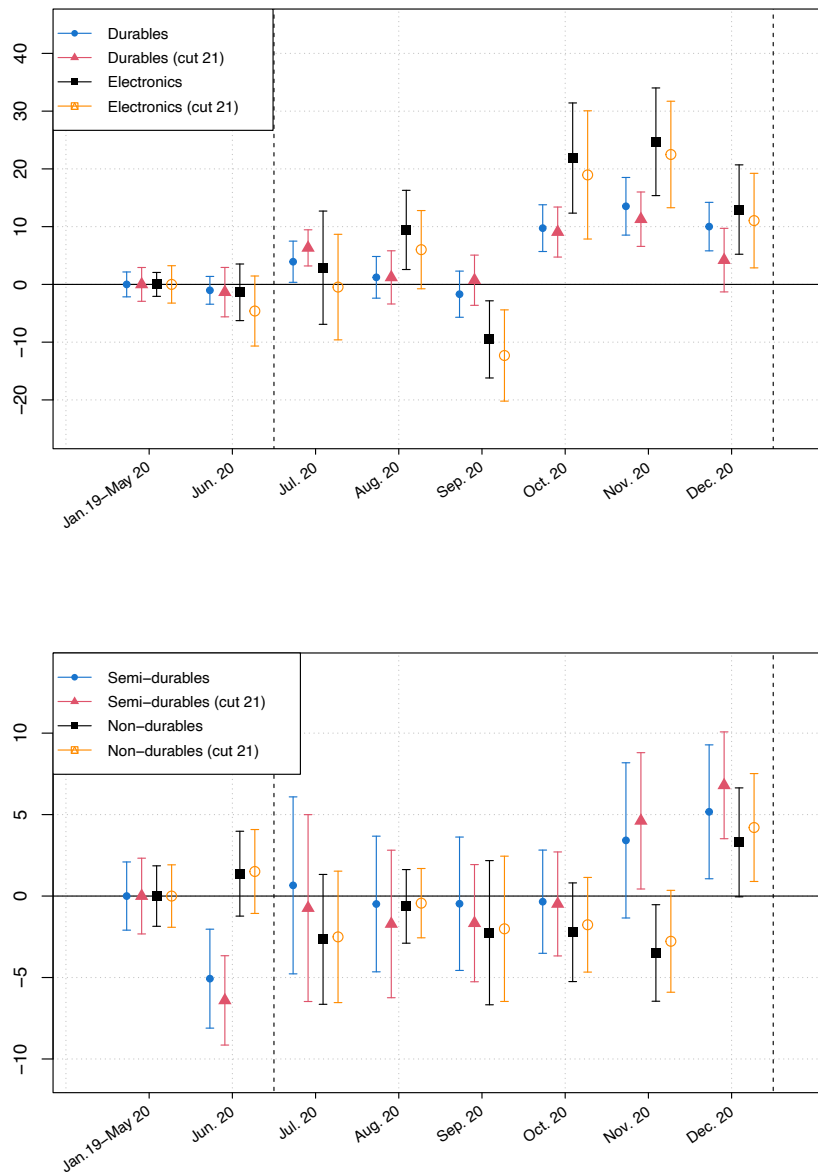 Durables
Durables (cut 21)
Electronics
Electronics (cut 21)
40
30
20
10
0
−10
−20
Jan.19−May 20
Jun. 20
Jul. 20
Aug. 20
Sep. 20
Oct. 20
Nov. 20
Dec. 20
Semi−durables
Semi−durables (cut 21)
Non−durables
Non−durables (cut 21)
10
5
0
−5
−10
Jan.19−May 20
Jun. 20
Jul. 20
Aug. 20
Sep. 20
Oct. 20
Nov. 20
Dec. 20